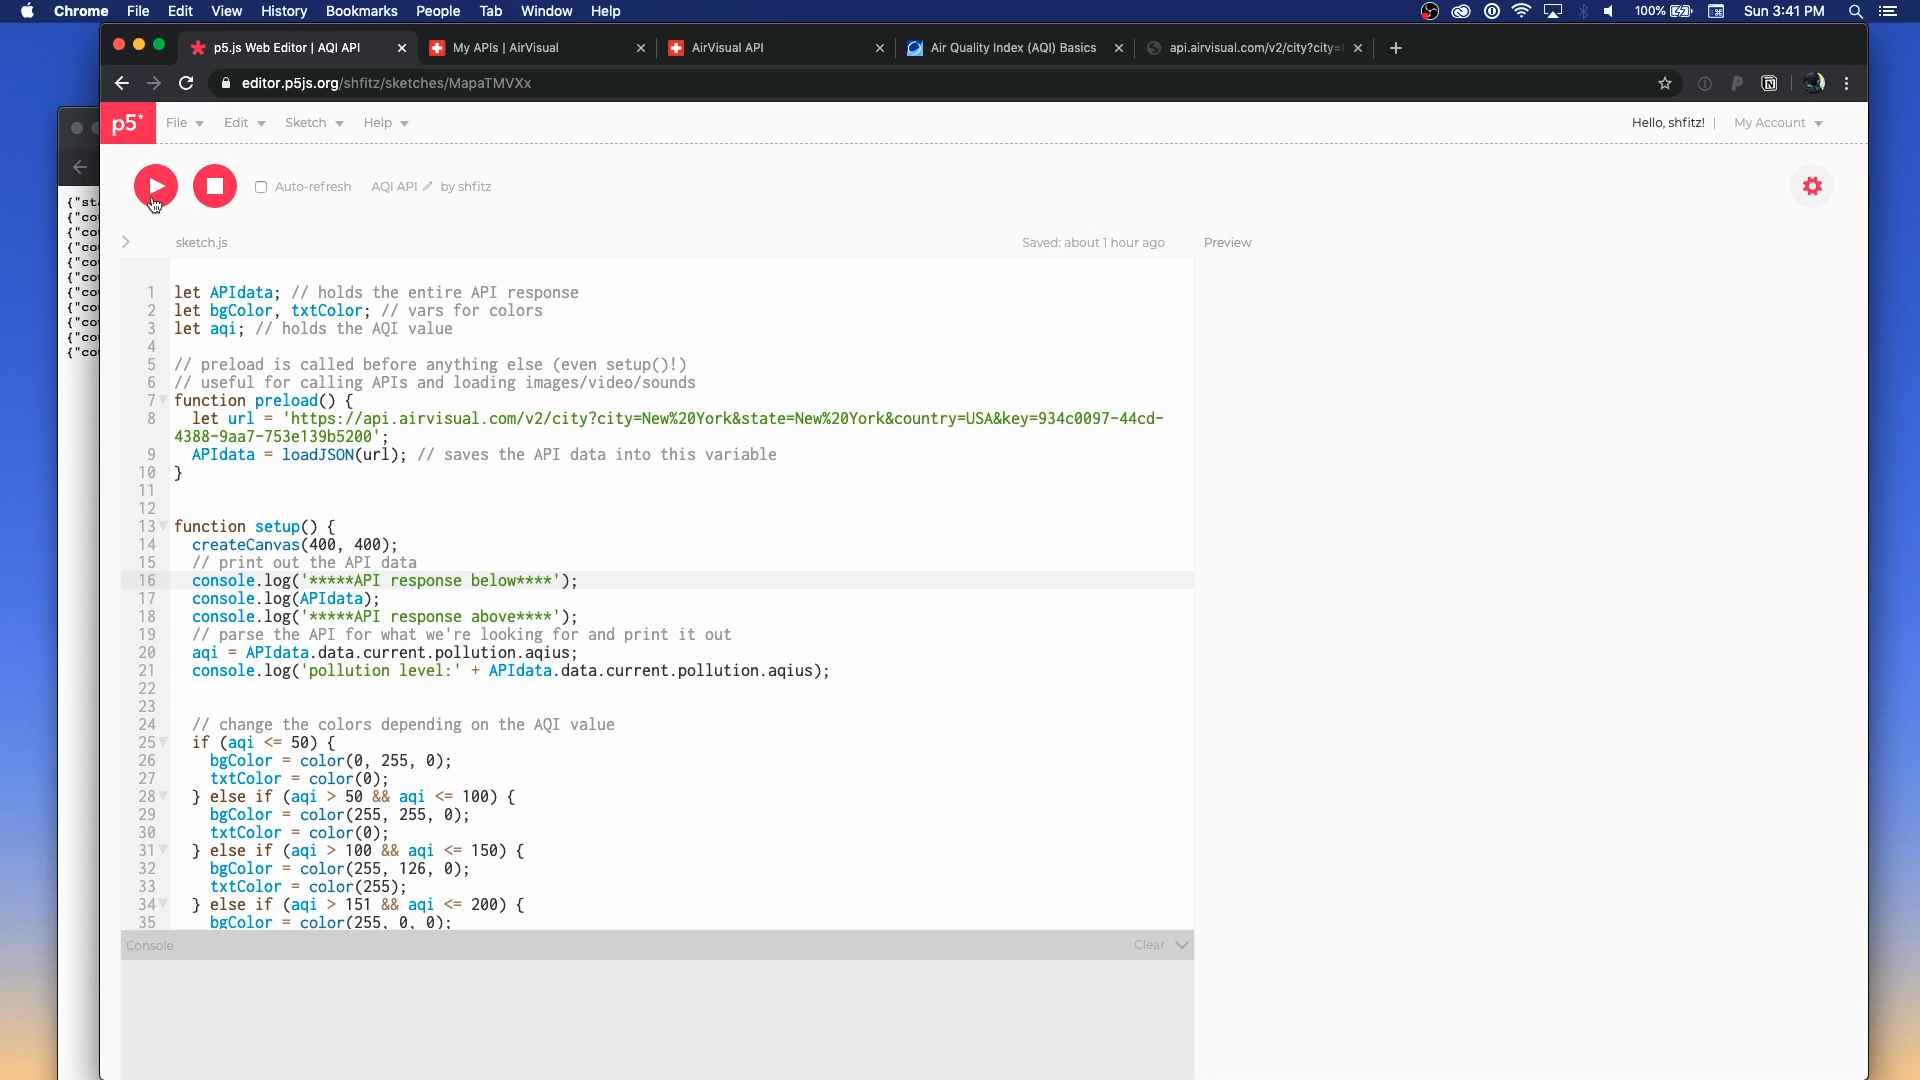 Chrome File Edit View History Bookmarks People Tab Window Help 100% Sun 3:41 PM
p5.js Web Editor | AQI API My APIs | AirVisual AirVisual API Air Quality Index (AQI) Basics api.airvisual.com/v2/city?city=
editor.p5js.org/shfitz/sketches/MapaTMVXx
p5* File Edit Sketch Help Hello, shfitz! | My Account
Auto-refresh AQI API by shfitz
sketch.js Saved: about 1 hour ago Preview
1 let APIdata; // holds the entire API response
2 let bgColor, txtColor; // vars for colors
3 let aqi; // holds the AQI value
4
5 // preload is called before anything else (even setup()!)
6 // useful for calling APIs and loading images/video/sounds
7 function preload() {
8 let url = 'https://api.airvisual.com/v2/city?city=New%20York&state=New%20York&country=USA&key=934c0097-44cd-
4388-9aa7-753e139b5200';
9 APIdata = loadJSON(url); // saves the API data into this variable
10 }
11
12
13 function setup() {
14 createCanvas(400, 400);
15 // print out the API data
16 console.log('*****API response below****');
17 console.log(APIdata);
18 console.log('*****API response above****');
19 // parse the API for what we're looking for and print it out
20 aqi = APIdata.data.current.pollution.aqius;
21 console.log('pollution level:' + APIdata.data.current.pollution.aqius);
22
23
24 // change the colors depending on the AQI value
25 if (aqi <= 50) {
26 bgColor = color(0, 255, 0);
27 txtColor = color(0);
28 } else if (aqi > 50 && aqi <= 100) {
29 bgColor = color(255, 255, 0);
30 txtColor = color(0);
31 } else if (aqi > 100 && aqi <= 150) {
32 bgColor = color(255, 126, 0);
33 txtColor = color(255);
34 } else if (aqi > 151 && aqi <= 200) {
35 bgColor = color(255, 0, 0);
Console Clear
{"sta
{"cou
{"cou
{"cou
{"cou
{"cou
{"cou
{"cou
{"cou
{"cou
{"cou